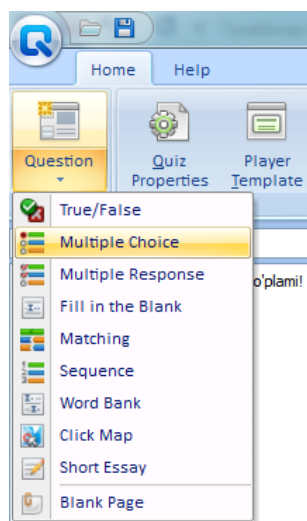 Home Help
Question
Quiz
Properties
Player
Template
True/False
Multiple Choice
Multiple Response
o'plami!
Fill in the Blank
Matching
Sequence
Word Bank
Click Map
Short Essay
Blank Page